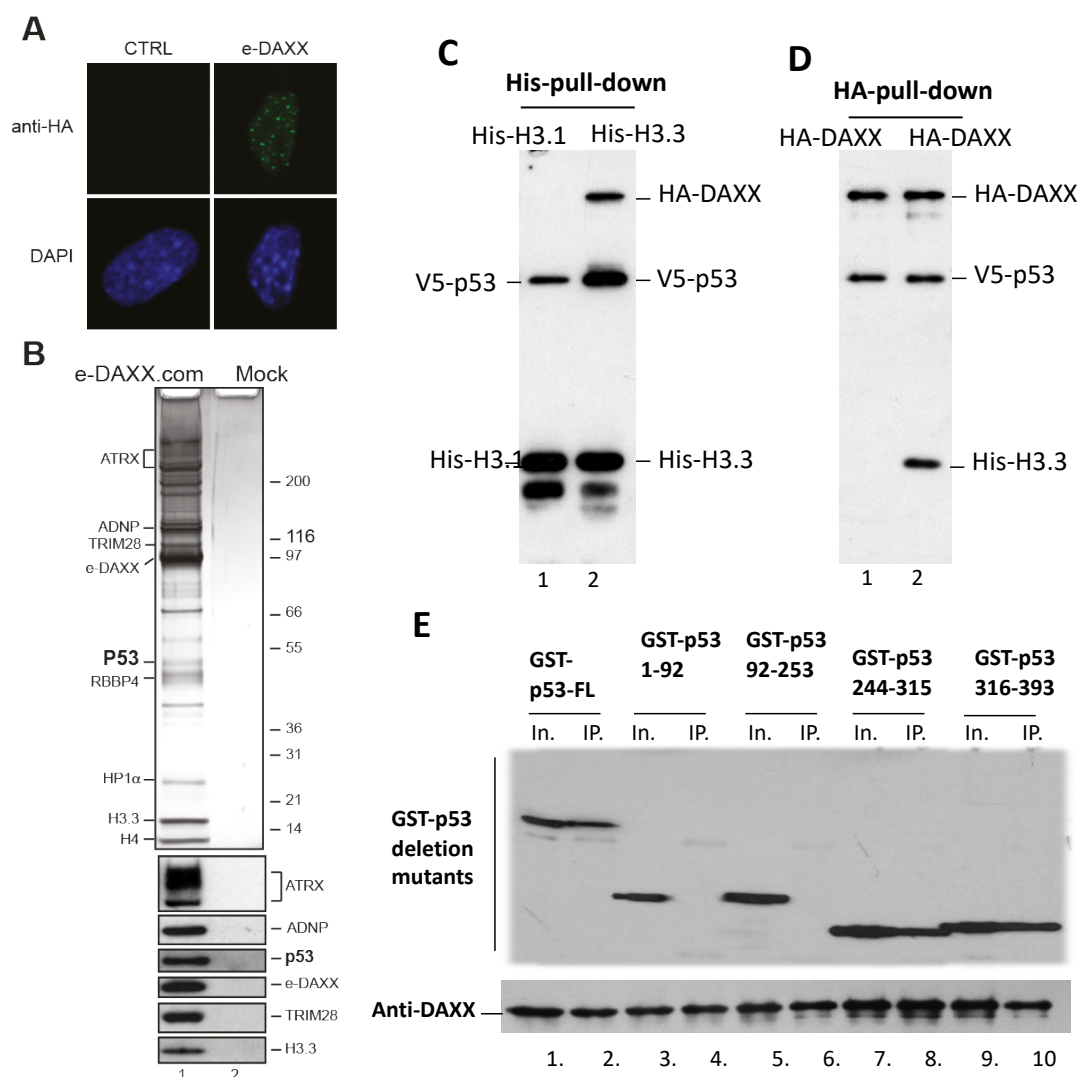 A
CTRL e-DAXX
anti-HA
DAPI
B
e-DAXX.com Mock
ATRX
ADNP
TRIM28
e-DAXX
P53
RBBP4
HP1α
H3.3
H4
200
116
97
66
55
36
31
21
14
ATRX
ADNP
p53
e-DAXX
TRIM28
H3.3
1 2
C
His-pull-down
His-H3.1 His-H3.3
HA-DAXX
V5-p53 V5-p53
His-H3.1 His-H3.3
1 2
D
HA-pull-down
HA-DAXX HA-DAXX
HA-DAXX
V5-p53
His-H3.3
1 2
E
GST-
p53-FL
GST-p53
1-92
GST-p53
92-253
GST-p53
244-315
GST-p53
316-393
In. IP. In. IP. In. IP. In. IP. In. IP.
GST-p53
deletion
mutants
Anti-DAXX
1. 2. 3. 4. 5. 6. 7. 8. 9. 10